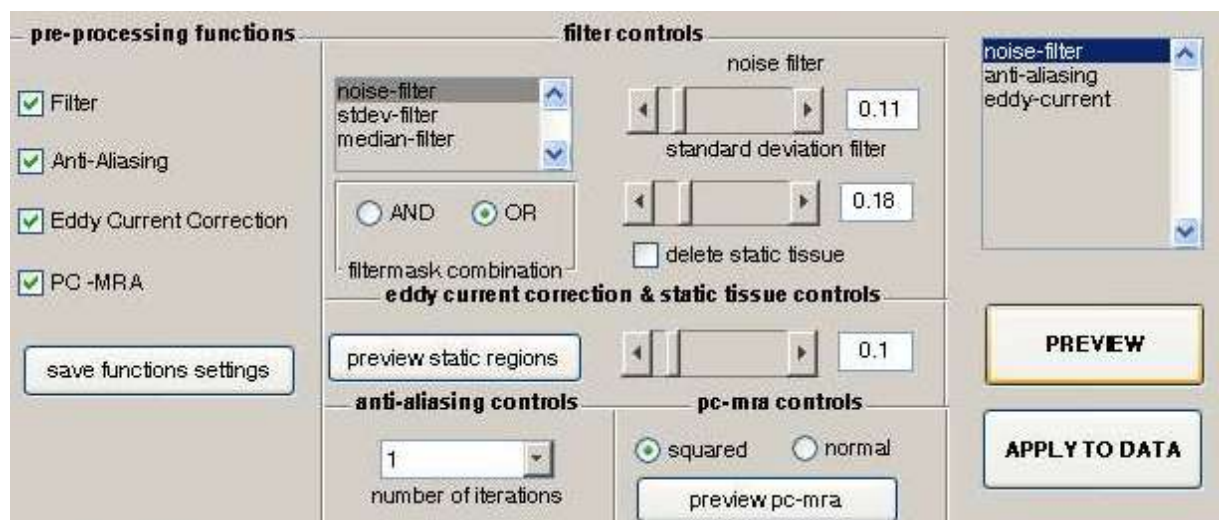 pre-processing functions
Filter
Anti-Aliasing
Eddy Current Correction
PC -MRA
save functions settings
filter controls
noise-filter
stdev-filter
median-filter
AND
OR
filtermask combination
noise filter
0.11
standard deviation filter
0.18
delete static tissue
eddy current correction & static tissue controls
preview static regions
0.1
anti-aliasing controls
1
number of iterations
pc-mra controls
squared
normal
preview pc-mra
noise-filter
anti-aliasing
eddy-current
PREVIEW
APPLY TO DATA